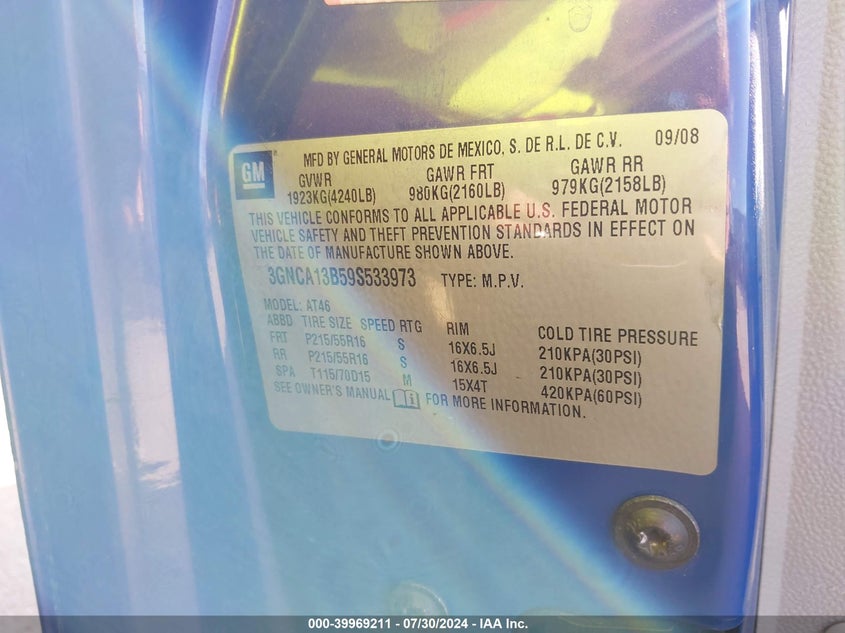 GM
MFD BY GENERAL MOTORS DE MEXICO, S. DE R.L. DE C.V. 09/08
GVWR GAWR FRT GAWR RR
1923KG(4240LB) 980KG(2160LB) 979KG(2158LB)
THIS VEHICLE CONFORMS TO ALL APPLICABLE U.S. FEDERAL MOTOR
VEHICLE SAFETY AND THEFT PREVENTION STANDARDS IN EFFECT ON
THE DATE OF MANUFACTURE SHOWN ABOVE.
3GNCA13B59S533973 TYPE: M.P.V.
MODEL: AT46
ABBD TIRE SIZE SPEED RTG RIM COLD TIRE PRESSURE
FRT P215/55R16 S 16X6.5J 210KPA(30PSI)
RR P215/55R16 S 16X6.5J 210KPA(30PSI)
SPA T115/70D15 M 15X4T 420KPA(60PSI)
SEE OWNER'S MANUAL FOR MORE INFORMATION.
000-39969211 - 07/30/2024 - IAA Inc.